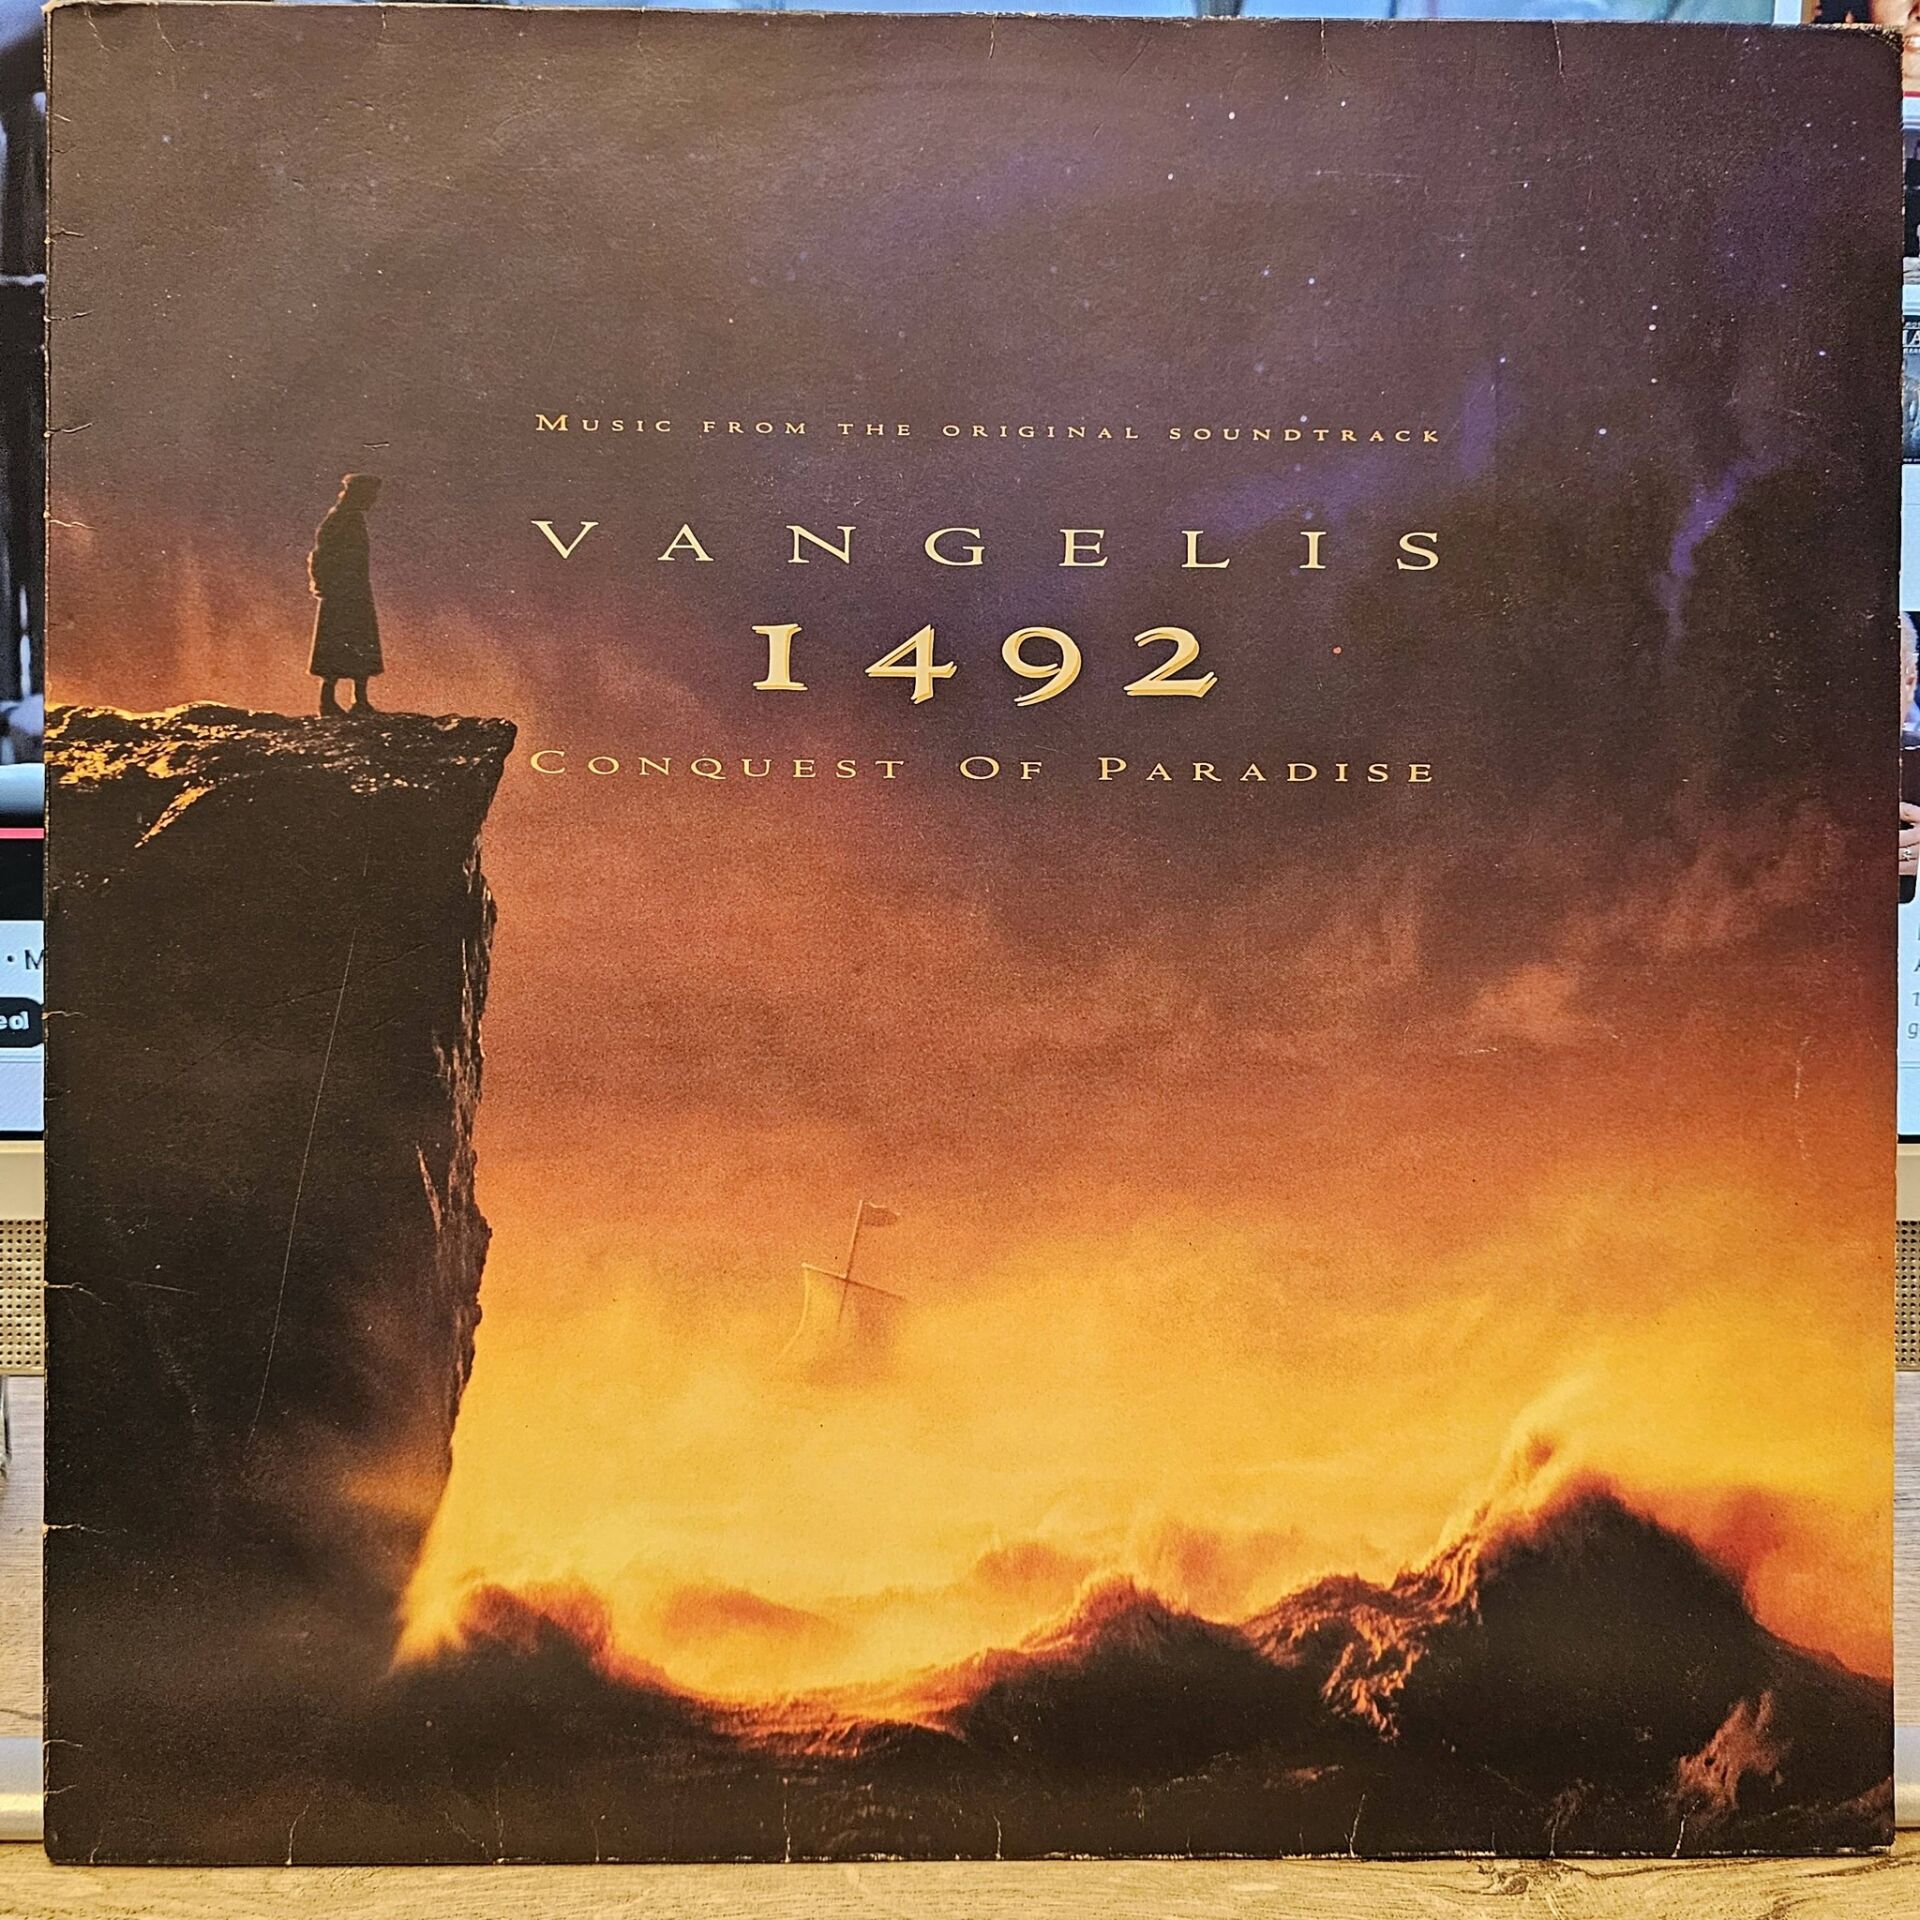 Music from the original soundtrack
VANGELIS
1492
Conquest Of Paradise